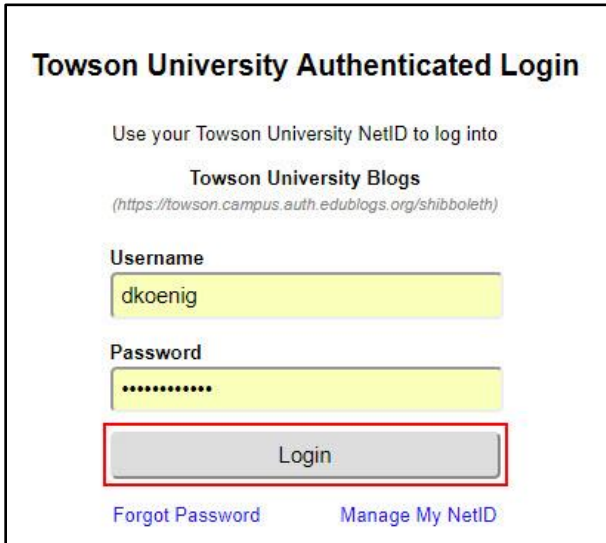 Towson University Authenticated Login
Use your Towson University NetID to log into
Towson University Blogs
(https://towson.campus.auth.edublogs.org/shibboleth)
Username
dkoenig
Password
••••••••••••
Login
Forgot Password Manage My NetID